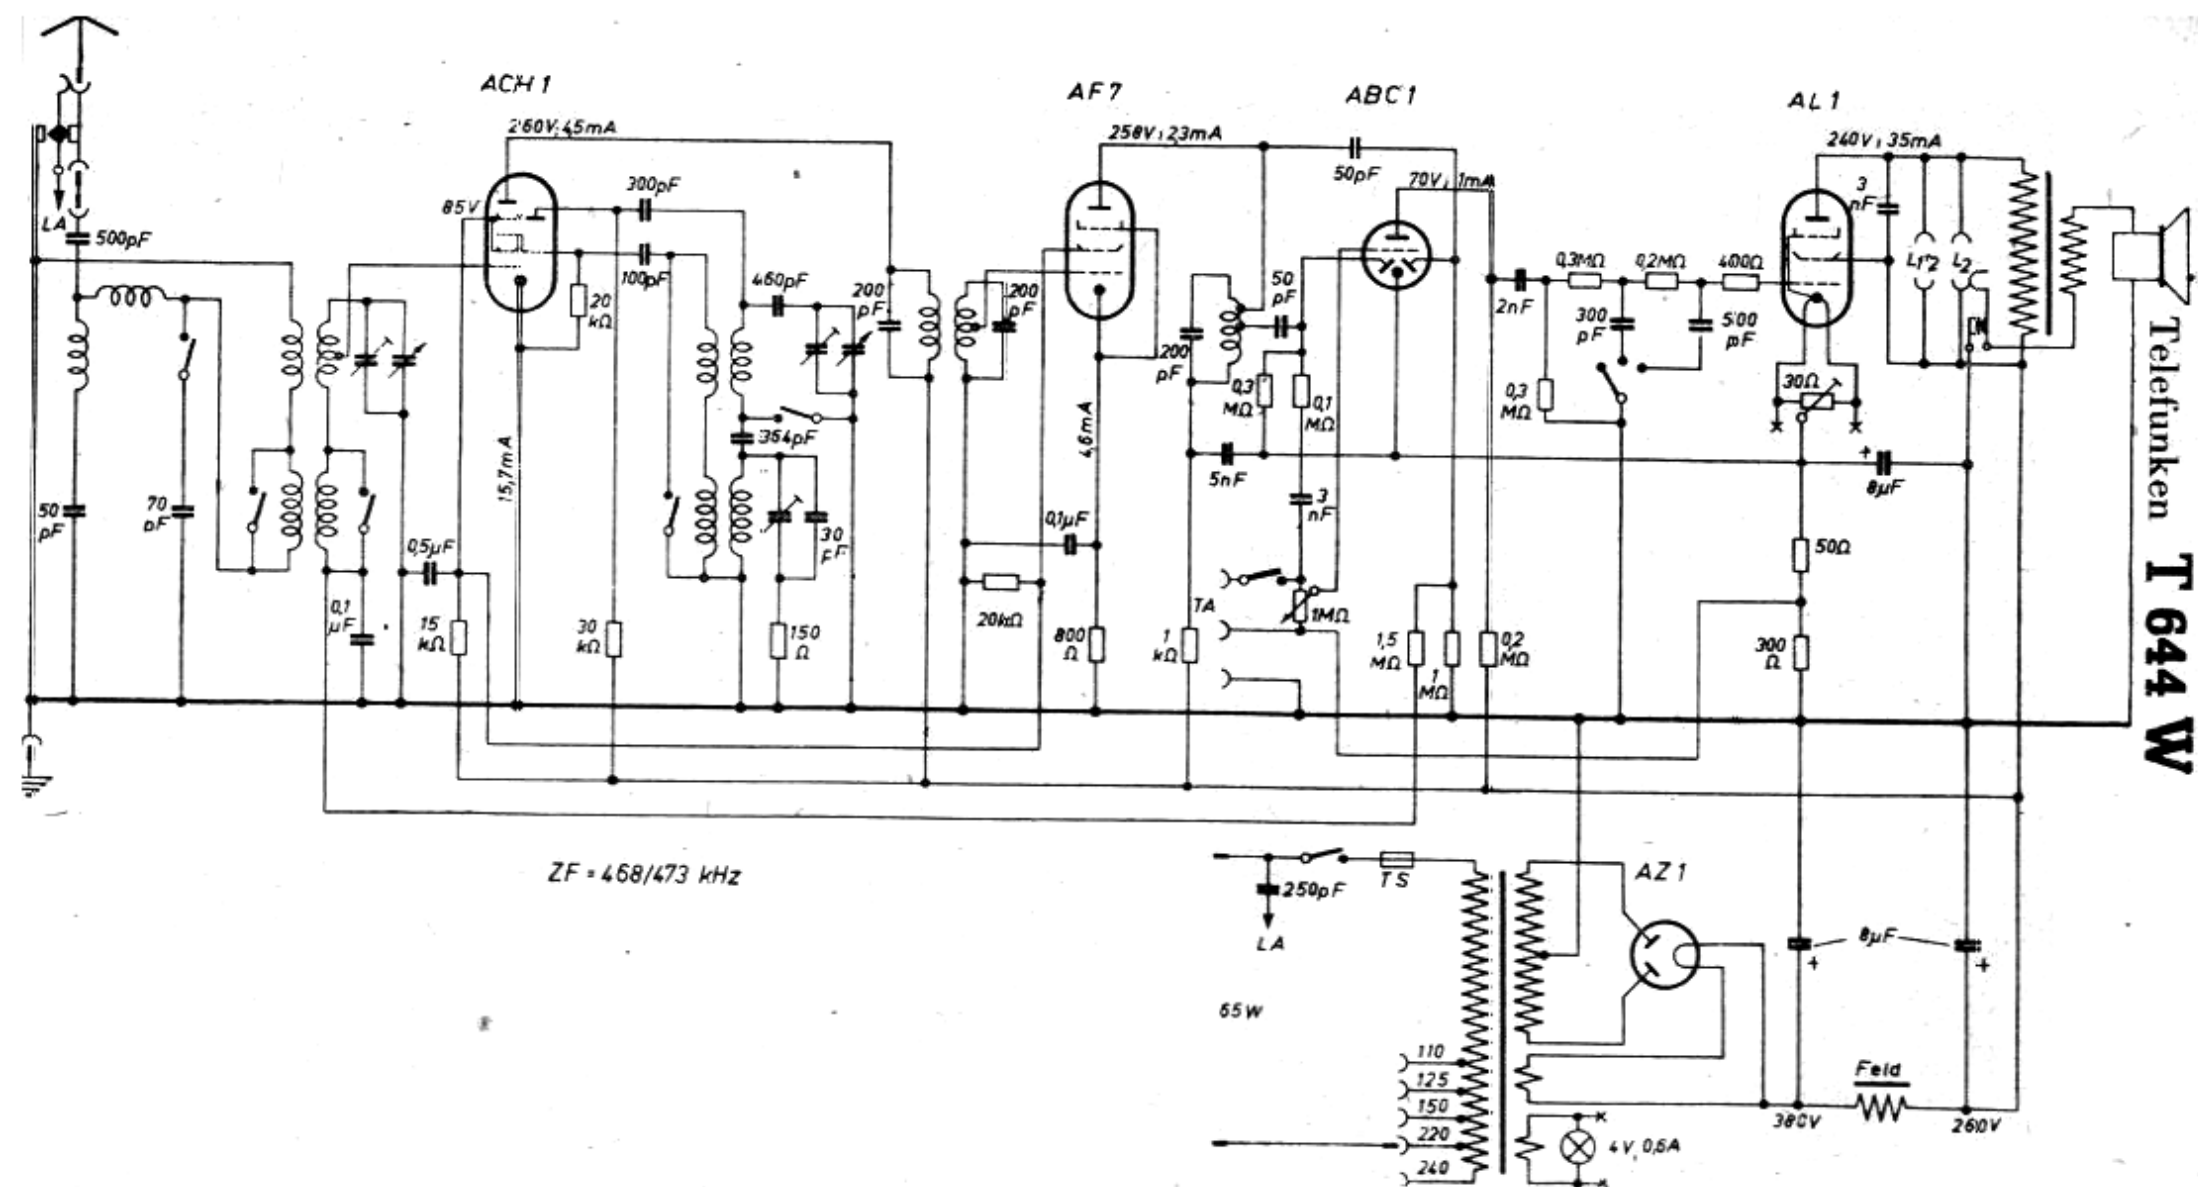 ACH 1
AF 7
ABC 1
AL 1
260V; 4,5mA
258V; 2,3mA
240V; 35mA
50pF
70V; 1mA
85V
300pF
3
nF
LA
500pF
100pF
20
kΩ
460pF
200
pF
200
pF
50
pF
0,3MΩ
0,2MΩ
400Ω
L1
L2
2nF
300
pF
500
pF
200
pF
0,3
MΩ
0,1
MΩ
0,3
MΩ
30Ω
364pF
15,7mA
4,6mA
5nF
8µF
50
pF
70
pF
30
pF
3
nF
0,5µF
0,1µF
50Ω
0,1
µF
15
kΩ
30
kΩ
150
Ω
20kΩ
800
Ω
TA
1MΩ
1
kΩ
1,5
MΩ
1
MΩ
0,2
MΩ
300
Ω
Telefunken T 644 W
ZF = 468/473 kHz
250pF
TS
LA
AZ 1
65W
8µF
110
125
150
220
240
Feld
380V
260V
4V, 0,6A